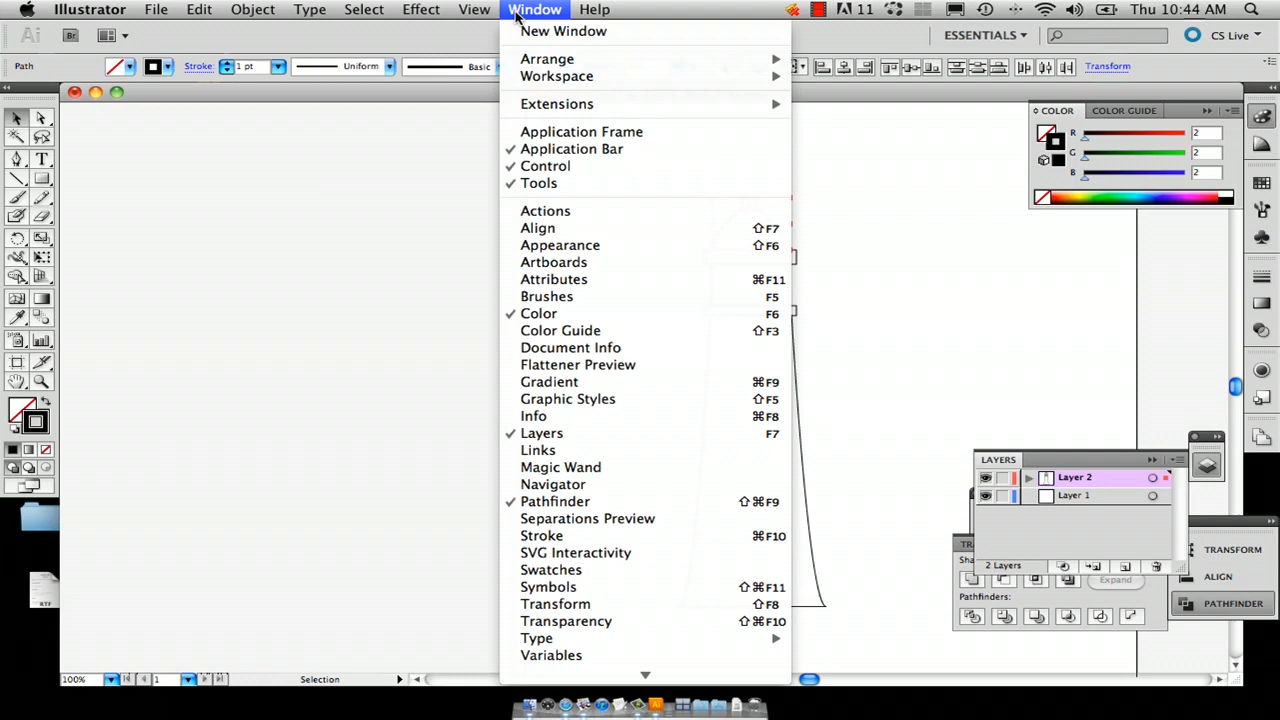 Illustrator File Edit Object Type Select Effect View Window Help 11 Thu 10:44 AM
Ai Br ESSENTIALS CS Live
Path Stroke: 1 pt Uniform Basic Transform
New Window
Arrange
Workspace
Extensions
Application Frame
✓ Application Bar
✓ Control
✓ Tools
Actions
Align ⇧F7
Appearance ⇧F6
Artboards
Attributes ⌘F11
Brushes F5
✓ Color F6
Color Guide ⇧F3
Document Info
Flattener Preview
Gradient ⌘F9
Graphic Styles ⇧F5
Info ⌘F8
✓ Layers F7
Links
Magic Wand
Navigator
✓ Pathfinder ⇧⌘F9
Separations Preview
Stroke ⌘F10
SVG Interactivity
Swatches
Symbols ⇧⌘F11
Transform ⇧F8
Transparency ⇧⌘F10
Type
Variables
COLOR COLOR GUIDE
R 2
G 2
B 2
LAYERS
Layer 2
Layer 1
2 Layers
TRANSFORM
ALIGN
PATHFINDER
Expand
Pathfinders:
RTF
100% 1 Selection